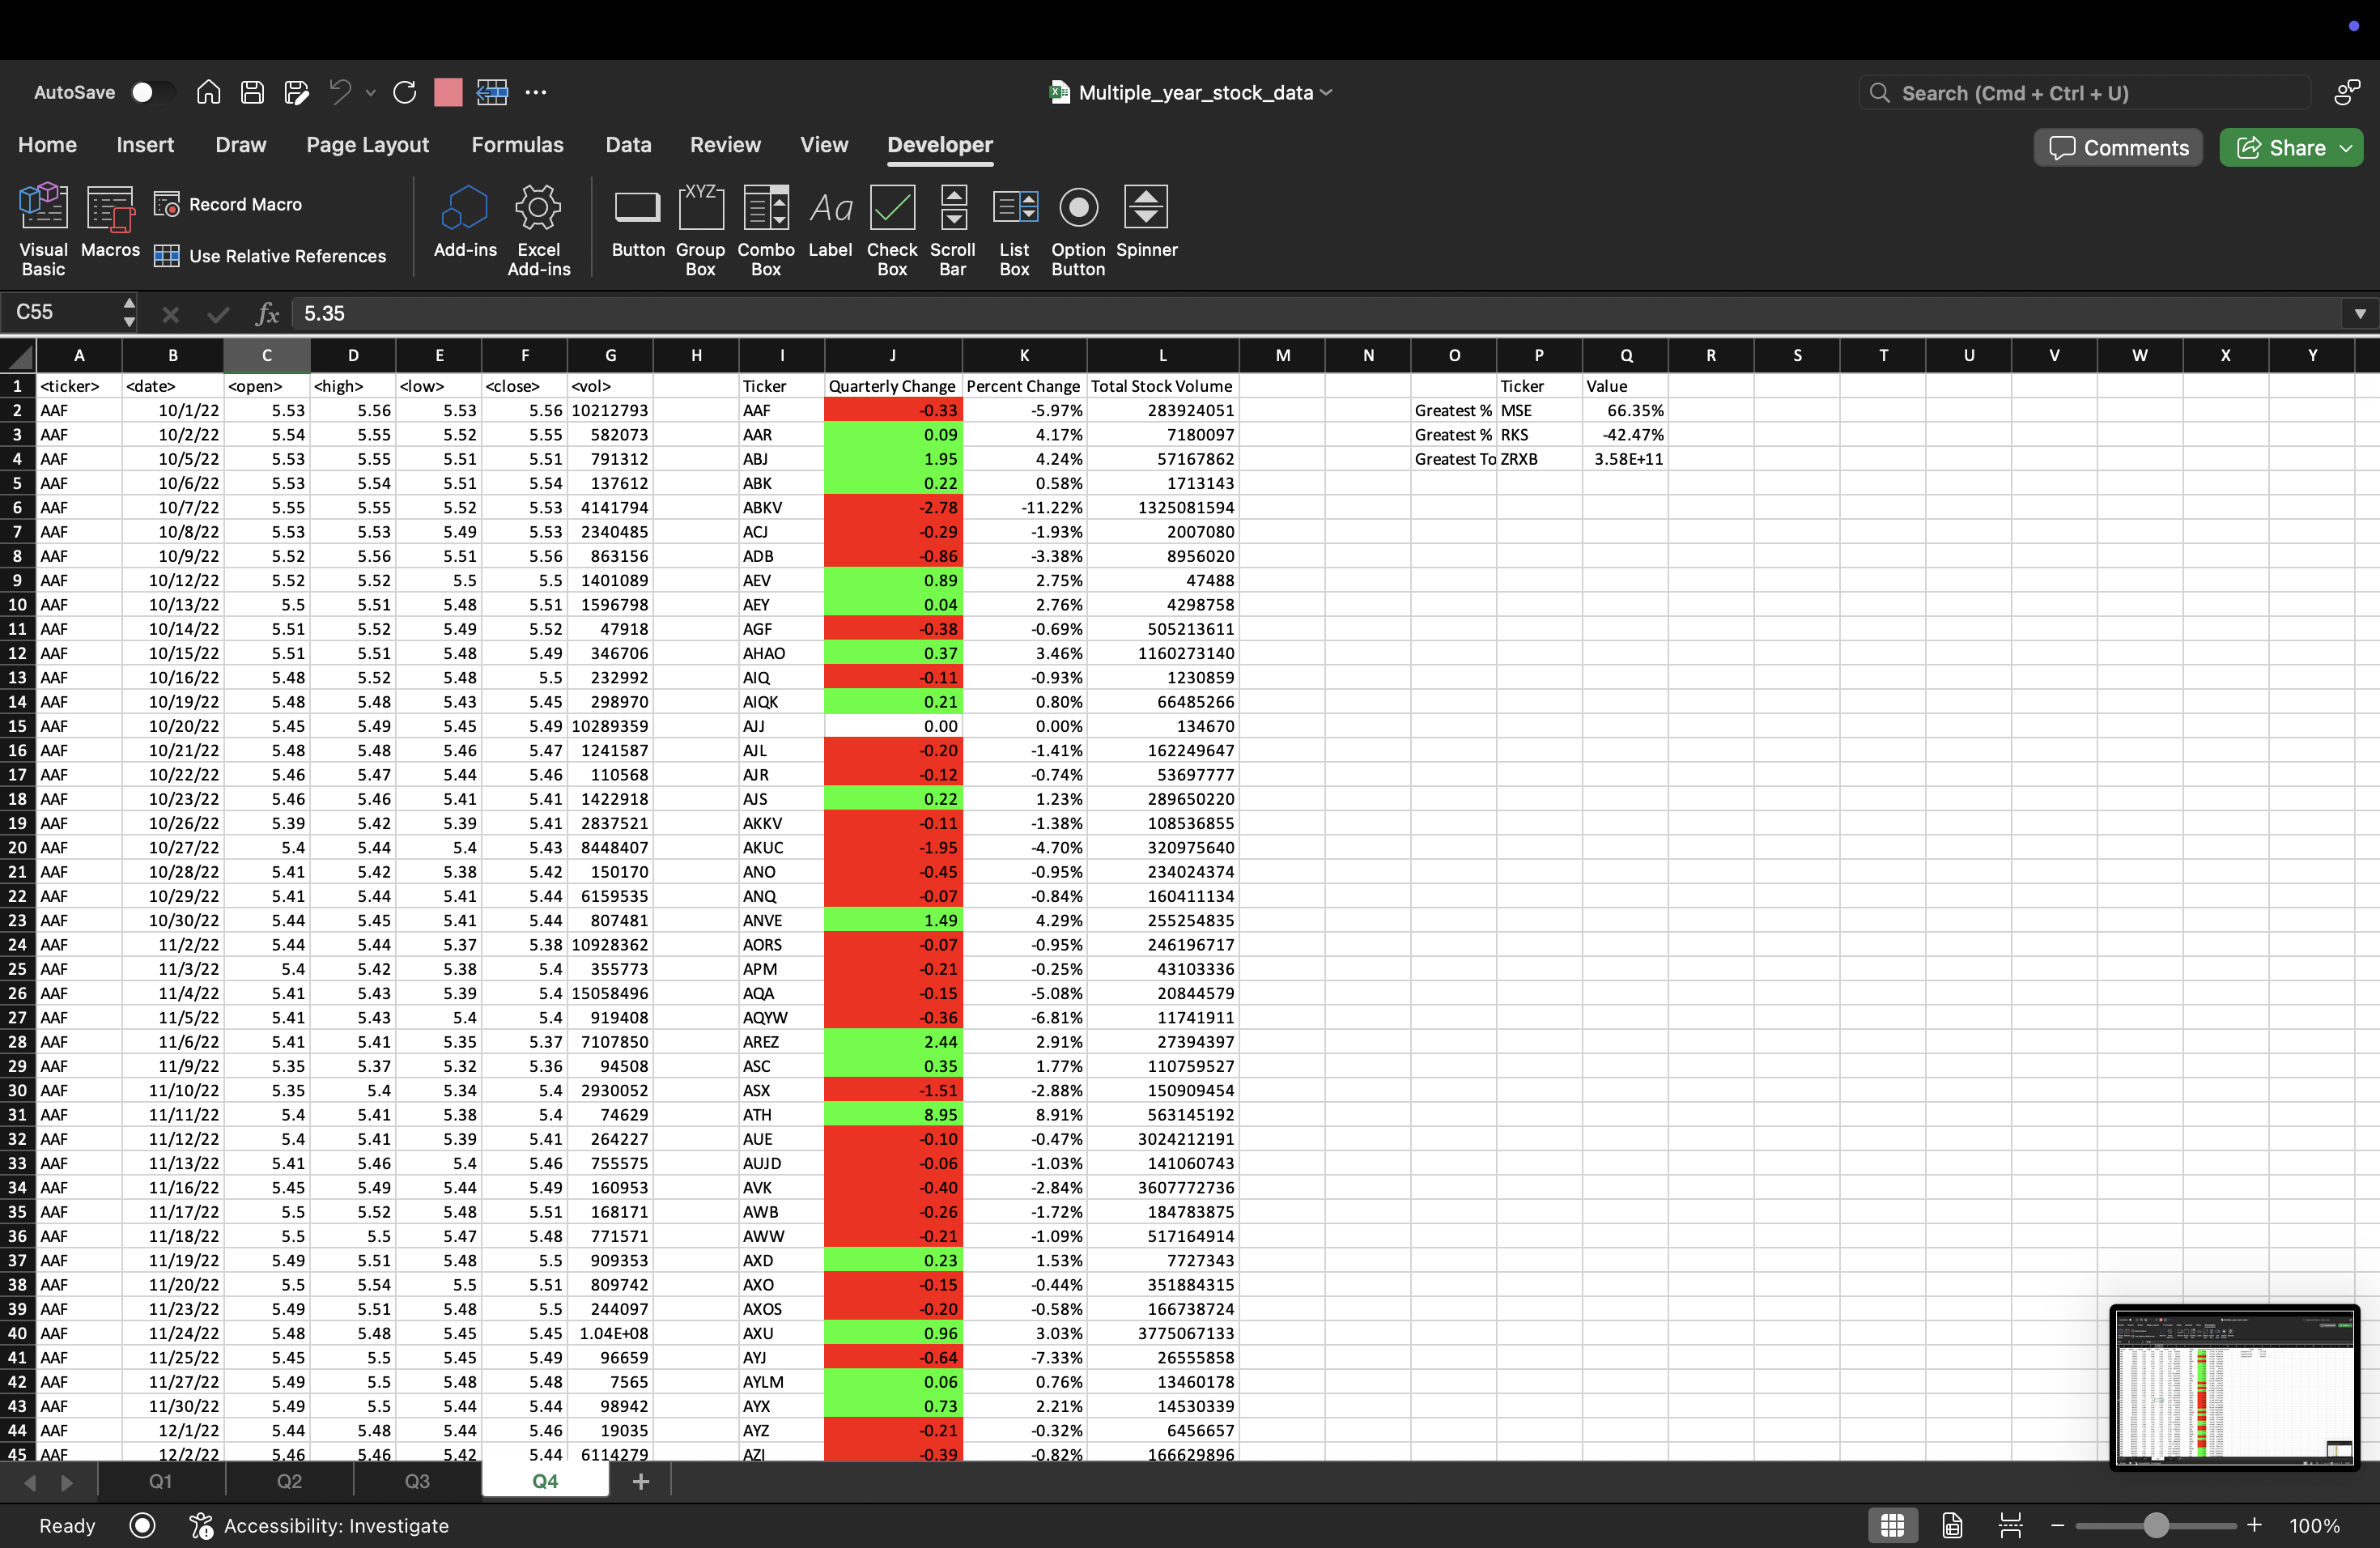 AutoSave Multiple_year_stock_data Search (Cmd + Ctrl + U)
Home Insert Draw Page Layout Formulas Data Review View Developer Comments Share
Visual Basic Macros Record Macro Use Relative References Add-ins Excel Add-ins XYZ Button Group Box Combo Box Aa Label Check Box Scroll Bar List Box Option Button Spinner
C55 fx 5.35
A B C D E F G H I J K L M N O P Q R S T U V W X Y
1 <ticker> <date> <open> <high> <low> <close> <vol> Ticker Quarterly Change Percent Change Total Stock Volume Ticker Value
2 AAF 10/1/22 5.53 5.56 5.53 5.56 10212793 AAF -0.33 -5.97% 283924051 Greatest % MSE 66.35%
3 AAF 10/2/22 5.54 5.55 5.52 5.55 582073 AAR 0.09 4.17% 7180097 Greatest % RKS -42.47%
4 AAF 10/5/22 5.53 5.55 5.51 5.51 791312 ABJ 1.95 4.24% 57167862 Greatest To ZRXB 3.58E+11
5 AAF 10/6/22 5.53 5.54 5.51 5.54 137612 ABK 0.22 0.58% 1713143
6 AAF 10/7/22 5.55 5.55 5.52 5.53 4141794 ABKV -2.78 -11.22% 1325081594
7 AAF 10/8/22 5.53 5.53 5.49 5.53 2340485 ACJ -0.29 -1.93% 2007080
8 AAF 10/9/22 5.52 5.56 5.51 5.56 863156 ADB -0.86 -3.38% 8956020
9 AAF 10/12/22 5.52 5.52 5.5 5.5 1401089 AEV 0.89 2.75% 47488
10 AAF 10/13/22 5.5 5.51 5.48 5.51 1596798 AEY 0.04 2.76% 4298758
11 AAF 10/14/22 5.51 5.52 5.49 5.52 47918 AGF -0.38 -0.69% 505213611
12 AAF 10/15/22 5.51 5.51 5.48 5.49 346706 AHAO 0.37 3.46% 1160273140
13 AAF 10/16/22 5.48 5.52 5.48 5.5 232992 AIQ -0.11 -0.93% 1230859
14 AAF 10/19/22 5.48 5.48 5.43 5.45 298970 AIQK 0.21 0.80% 66485266
15 AAF 10/20/22 5.45 5.49 5.45 5.49 10289359 AJJ 0.00 0.00% 134670
16 AAF 10/21/22 5.48 5.48 5.46 5.47 1241587 AJL -0.20 -1.41% 162249647
17 AAF 10/22/22 5.46 5.47 5.44 5.46 110568 AJR -0.12 -0.74% 53697777
18 AAF 10/23/22 5.46 5.46 5.41 5.41 1422918 AJS 0.22 1.23% 289650220
19 AAF 10/26/22 5.39 5.42 5.39 5.41 2837521 AKKV -0.11 -1.38% 108536855
20 AAF 10/27/22 5.4 5.44 5.4 5.43 8448407 AKUC -1.95 -4.70% 320975640
21 AAF 10/28/22 5.41 5.42 5.38 5.42 150170 ANO -0.45 -0.95% 234024374
22 AAF 10/29/22 5.41 5.44 5.41 5.44 6159535 ANQ -0.07 -0.84% 160411134
23 AAF 10/30/22 5.44 5.45 5.41 5.44 807481 ANVE 1.49 4.29% 255254835
24 AAF 11/2/22 5.44 5.44 5.37 5.38 10928362 AORS -0.07 -0.95% 246196717
25 AAF 11/3/22 5.4 5.42 5.38 5.4 355773 APM -0.21 -0.25% 43103336
26 AAF 11/4/22 5.41 5.43 5.39 5.4 15058496 AQA -0.15 -5.08% 20844579
27 AAF 11/5/22 5.41 5.43 5.4 5.4 919408 AQYW -0.36 -6.81% 11741911
28 AAF 11/6/22 5.41 5.41 5.35 5.37 7107850 AREZ 2.44 2.91% 27394397
29 AAF 11/9/22 5.35 5.37 5.32 5.36 94508 ASC 0.35 1.77% 110759527
30 AAF 11/10/22 5.35 5.4 5.34 5.4 2930052 ASX -1.51 -2.88% 150909454
31 AAF 11/11/22 5.4 5.41 5.38 5.4 74629 ATH 8.95 8.91% 563145192
32 AAF 11/12/22 5.4 5.41 5.39 5.41 264227 AUE -0.10 -0.47% 3024212191
33 AAF 11/13/22 5.41 5.46 5.4 5.46 755575 AUJD -0.06 -1.03% 141060743
34 AAF 11/16/22 5.45 5.49 5.44 5.49 160953 AVK -0.40 -2.84% 3607772736
35 AAF 11/17/22 5.5 5.52 5.48 5.51 168171 AWB -0.26 -1.72% 184783875
36 AAF 11/18/22 5.5 5.5 5.47 5.48 771571 AWW -0.21 -1.09% 517164914
37 AAF 11/19/22 5.49 5.51 5.48 5.5 909353 AXD 0.23 1.53% 7727343
38 AAF 11/20/22 5.5 5.54 5.5 5.51 809742 AXO -0.15 -0.44% 351884315
39 AAF 11/23/22 5.49 5.51 5.48 5.5 244097 AXOS -0.20 -0.58% 166738724
40 AAF 11/24/22 5.48 5.48 5.45 5.45 1.04E+08 AXU 0.96 3.03% 3775067133
41 AAF 11/25/22 5.45 5.5 5.45 5.49 96659 AYJ -0.64 -7.33% 26555858
42 AAF 11/27/22 5.49 5.5 5.48 5.48 7565 AYLM 0.06 0.76% 13460178
43 AAF 11/30/22 5.49 5.5 5.44 5.44 98942 AYX 0.73 2.21% 14530339
44 AAF 12/1/22 5.44 5.48 5.44 5.46 19035 AYZ -0.21 -0.32% 6456657
45 AAF 12/2/22 5.46 5.46 5.42 5.44 6114279 AZI -0.39 -0.82% 166629896
Q1 Q2 Q3 Q4 +
Ready Accessibility: Investigate 100%